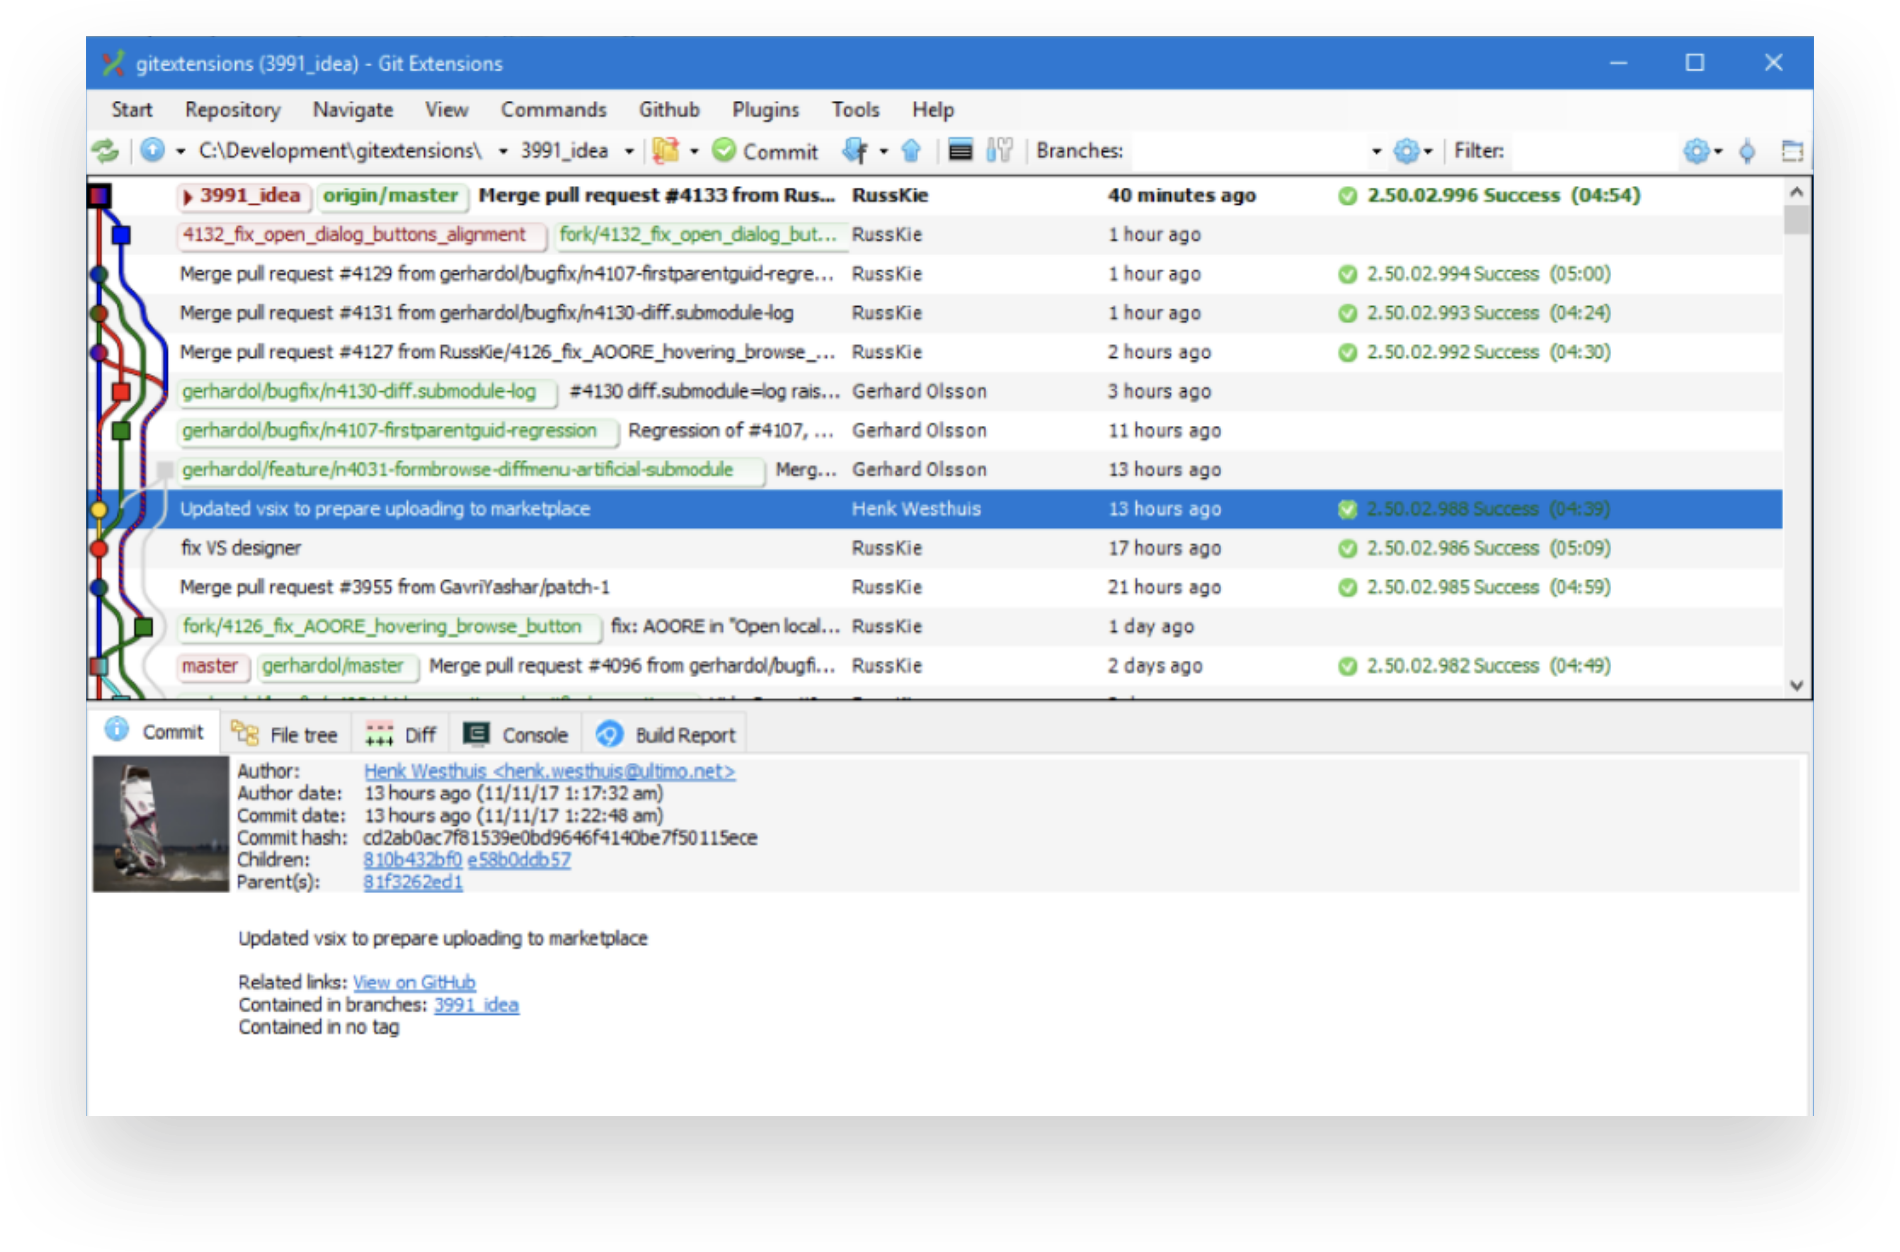 gitextensions (3991_idea) - Git Extensions
Start Repository Navigate View Commands Github Plugins Tools Help
C:\Development\gitextensions\ 3991_idea Commit Branches: Filter:
3991_idea origin/master Merge pull request #4133 from Rus... RussKie 40 minutes ago 2.50.02.996 Success (04:54)
4132_fix_open_dialog_buttons_alignment fork/4132_fix_open_dialog_but... RussKie 1 hour ago
Merge pull request #4129 from gerhardol/bugfix/n4107-firstparentguid-regre... RussKie 1 hour ago 2.50.02.994 Success (05:00)
Merge pull request #4131 from gerhardol/bugfix/n4130-diff.submodule-log RussKie 1 hour ago 2.50.02.993 Success (04:24)
Merge pull request #4127 from RussKie/4126_fix_AOORE_hovering_browse_... RussKie 2 hours ago 2.50.02.992 Success (04:30)
gerhardol/bugfix/n4130-diff.submodule-log #4130 diff.submodule=log rais... Gerhard Olsson 3 hours ago
gerhardol/bugfix/n4107-firstparentguid-regression Regression of #4107, ... Gerhard Olsson 11 hours ago
gerhardol/feature/n4031-formbrowse-diffmenu-artificial-submodule Merg... Gerhard Olsson 13 hours ago
Updated vsix to prepare uploading to marketplace Henk Westhuis 13 hours ago 2.50.02.988 Success (04:39)
fix VS designer RussKie 17 hours ago 2.50.02.986 Success (05:09)
Merge pull request #3955 from GavriYashar/patch-1 RussKie 21 hours ago 2.50.02.985 Success (04:59)
fork/4126_fix_AOORE_hovering_browse_button fix: AOORE in "Open local... RussKie 1 day ago
master gerhardol/master Merge pull request #4096 from gerhardol/bugfi... RussKie 2 days ago 2.50.02.982 Success (04:49)
Commit File tree Diff Console Build Report
Author: Henk Westhuis <henk.westhuis@ultimo.net>
Author date: 13 hours ago (11/11/17 1:17:32 am)
Commit date: 13 hours ago (11/11/17 1:22:48 am)
Commit hash: cd2ab0ac7f81539e0bd9646f4140be7f50115ece
Children: 810b432bf0 e58b0ddb57
Parent(s): 81f3262ed1
Updated vsix to prepare uploading to marketplace
Related links: View on GitHub
Contained in branches: 3991_idea
Contained in no tag